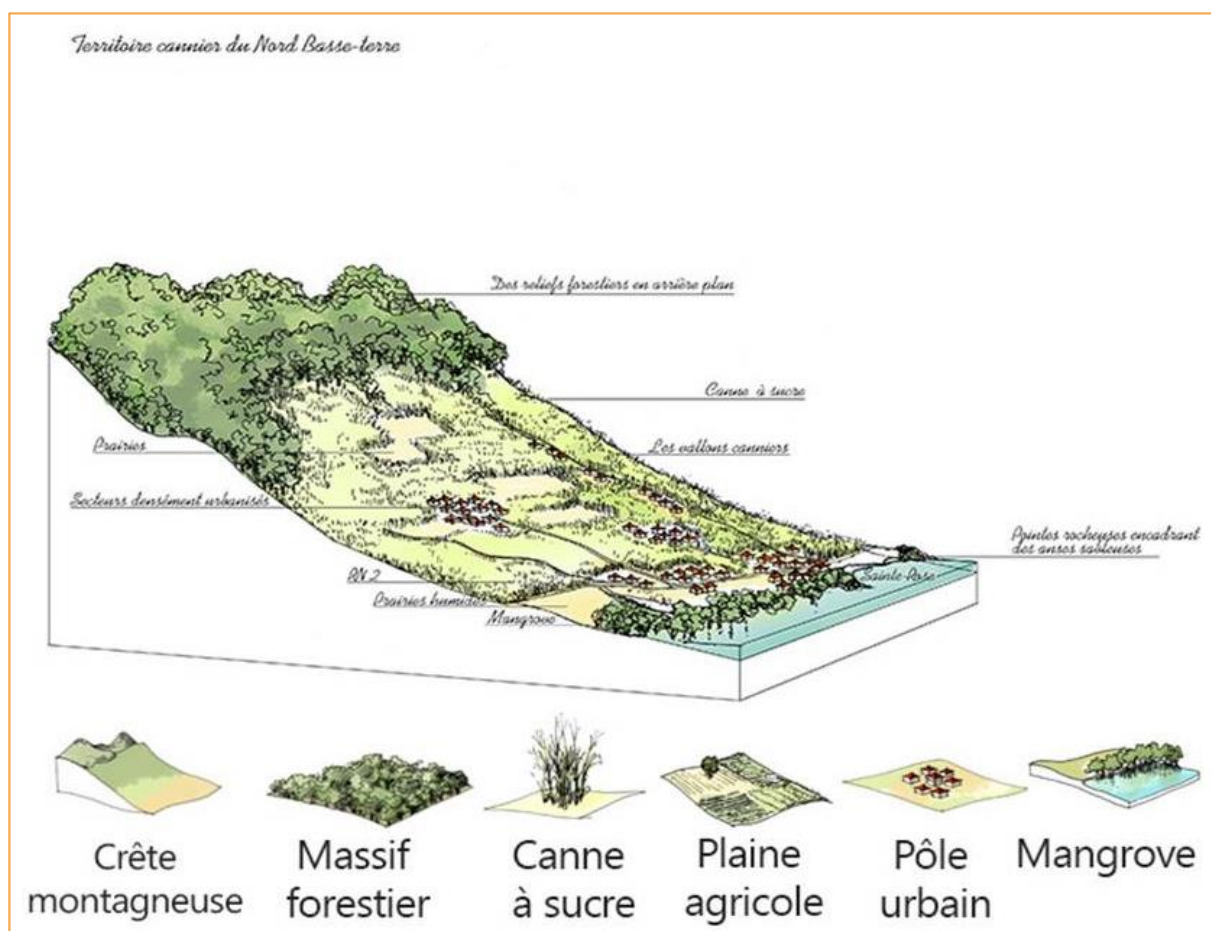 Territoire cannier du Nord Basse-terre
Des reliefs forestiers en arrière plan
Canne à sucre
Prairies
Les vallons canniers
Secteurs densément urbanisés
Pointes rocheuses encadrant
des anses sableuses
RN 2
Sainte-Rose
Prairies humides
Mangrove
Crête
montagneuse
Massif
forestier
Canne
à sucre
Plaine
agricole
Pôle
urbain
Mangrove